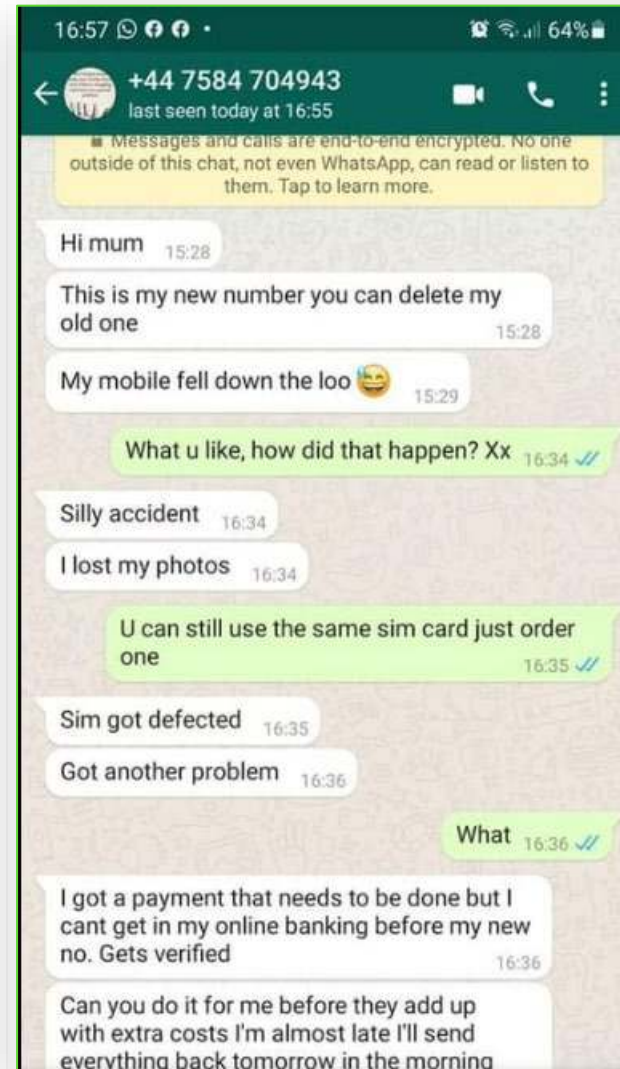 16:57
64%
+44 7584 704943
last seen today at 16:55
Messages and calls are end-to-end encrypted. No one
outside of this chat, not even WhatsApp, can read or listen to
them. Tap to learn more.
Hi mum 15:28
This is my new number you can delete my
old one 15:28
My mobile fell down the loo 😅 15:29
What u like, how did that happen? Xx 16:34
Silly accident 16:34
I lost my photos 16:34
U can still use the same sim card just order
one 16:35
Sim got defected 16:35
Got another problem 16:36
What 16:36
I got a payment that needs to be done but I
cant get in my online banking before my new
no. Gets verified 16:36
Can you do it for me before they add up
with extra costs I'm almost late I'll send
everything back tomorrow in the morning